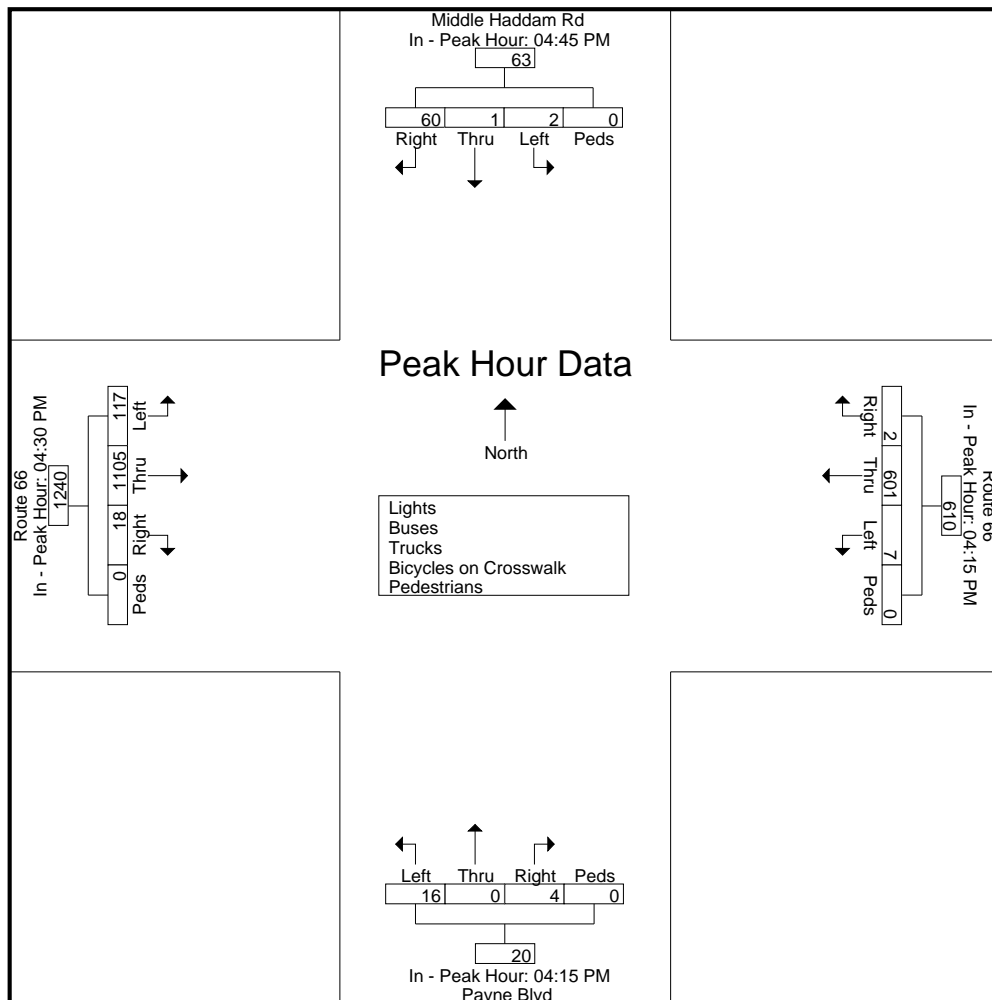 Middle Haddam Rd
In - Peak Hour: 04:45 PM
63
60 1 2 0
Right Thru Left Peds
Peak Hour Data
North
Lights
Buses
Trucks
Bicycles on Crosswalk
Pedestrians
Route 66
In - Peak Hour: 04:30 PM
1240
117 1105 18 0
Left Thru Right Peds
Route 66
In - Peak Hour: 04:15 PM
610
2 601 7 0
Right Thru Left Peds
Left Thru Right Peds
16 0 4 0
20
In - Peak Hour: 04:15 PM
Payne Blvd